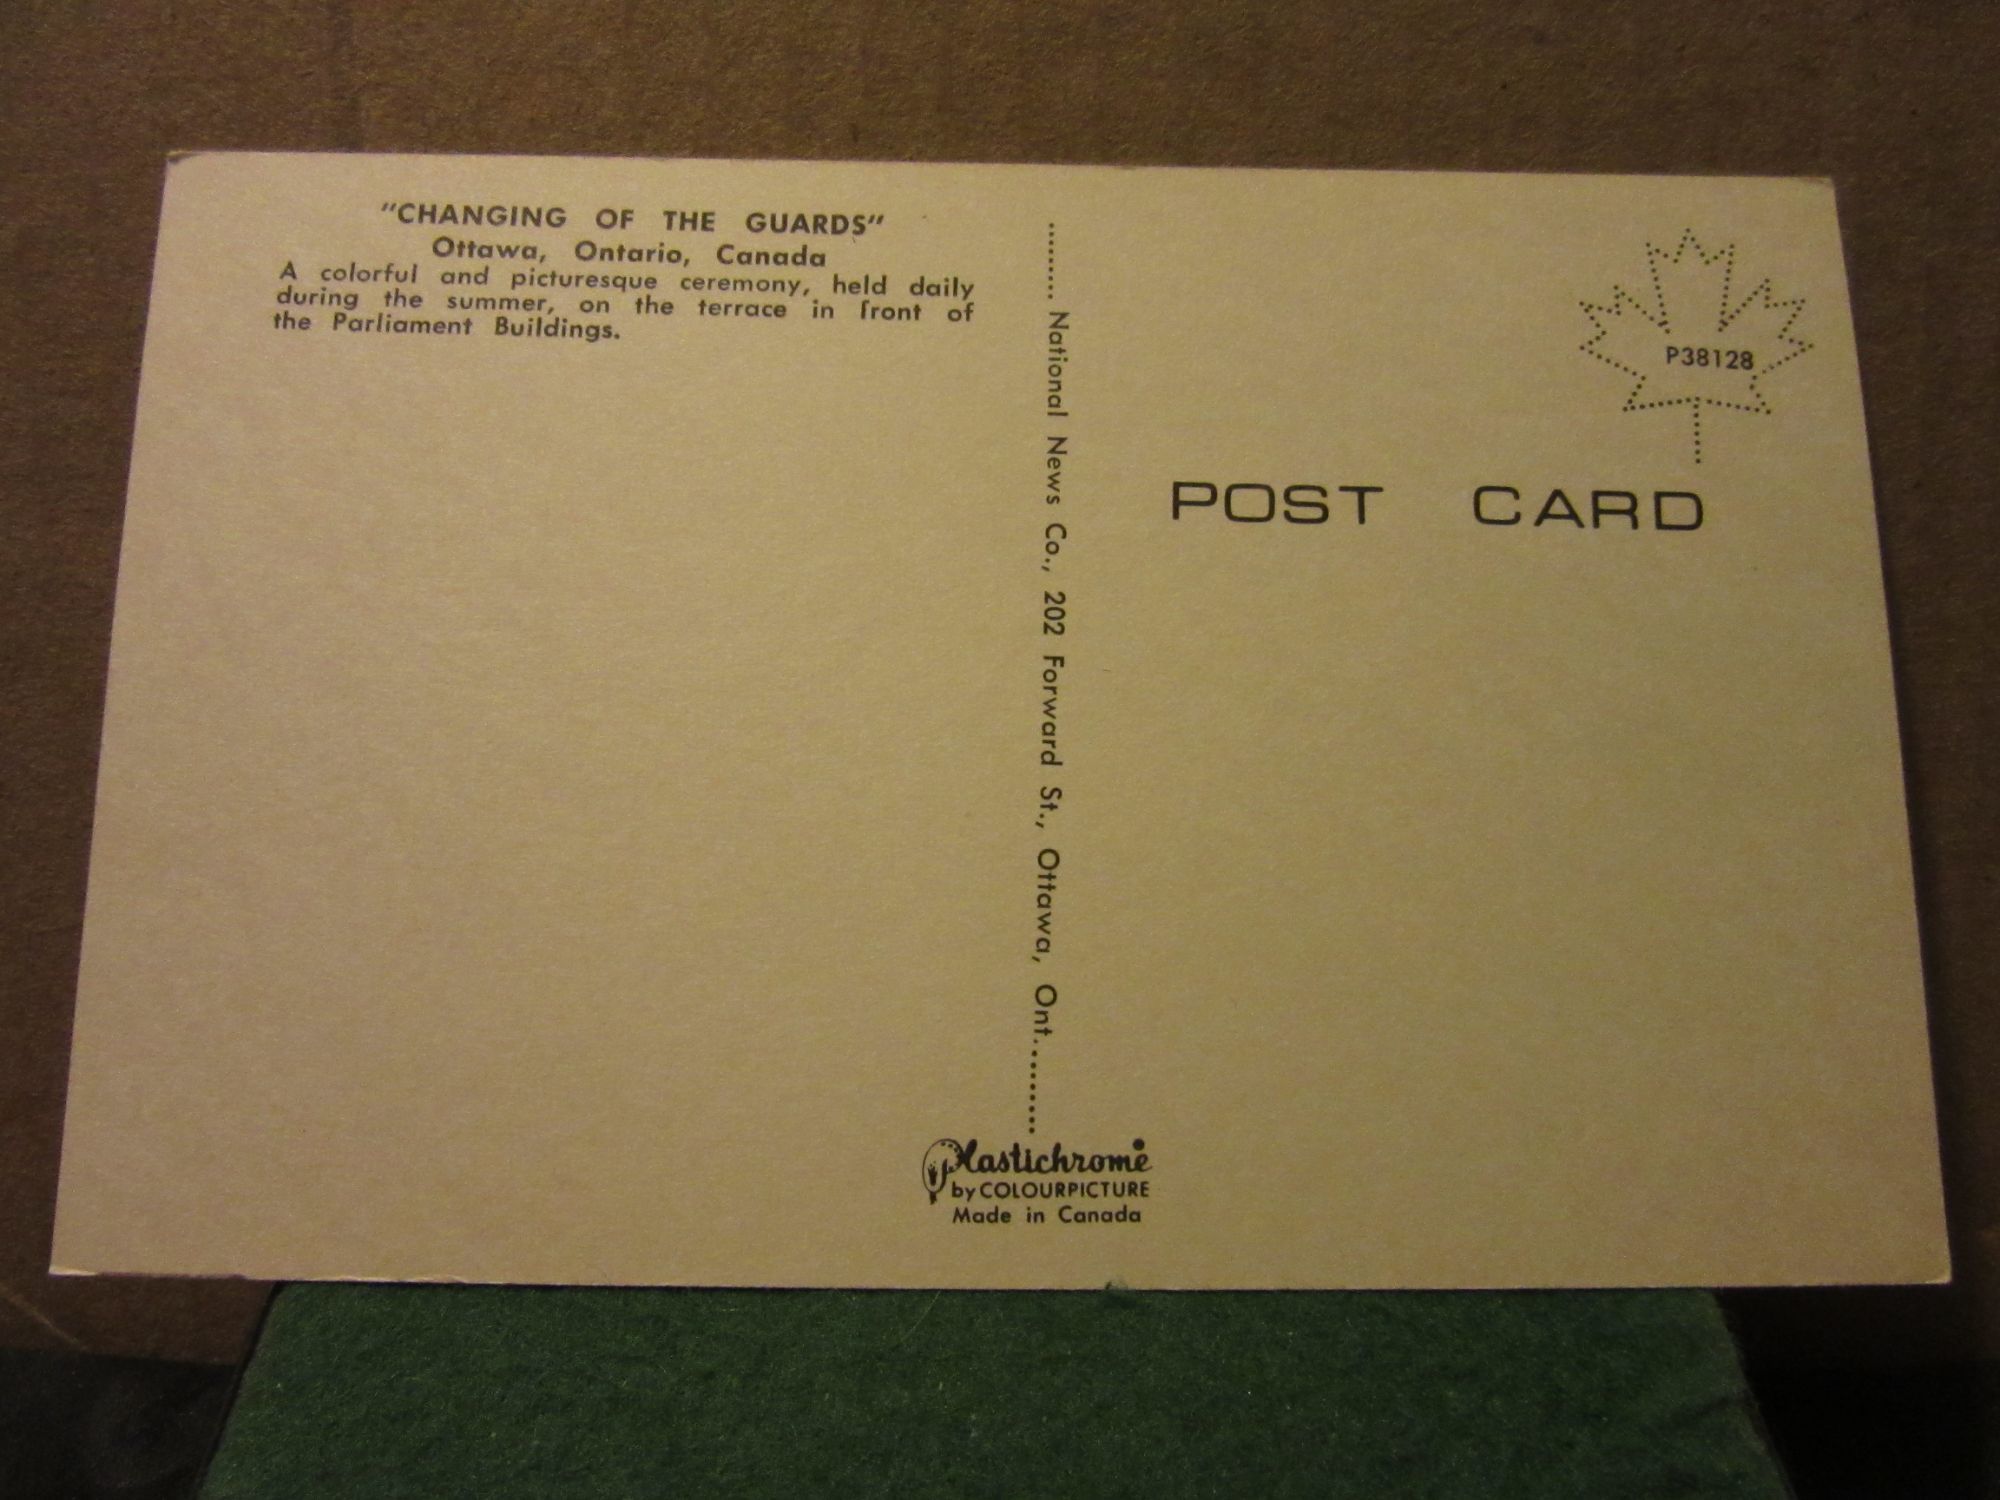 "CHANGING OF THE GUARDS"
Ottawa, Ontario, Canada
A colorful and picturesque ceremony, held daily
during the summer, on the terrace in front of
the Parliament Buildings.
........ National News Co., 202 Forward St., Ottawa, Ont..........
P38128
POST CARD
Plastichrome
by COLOURPICTURE
Made in Canada